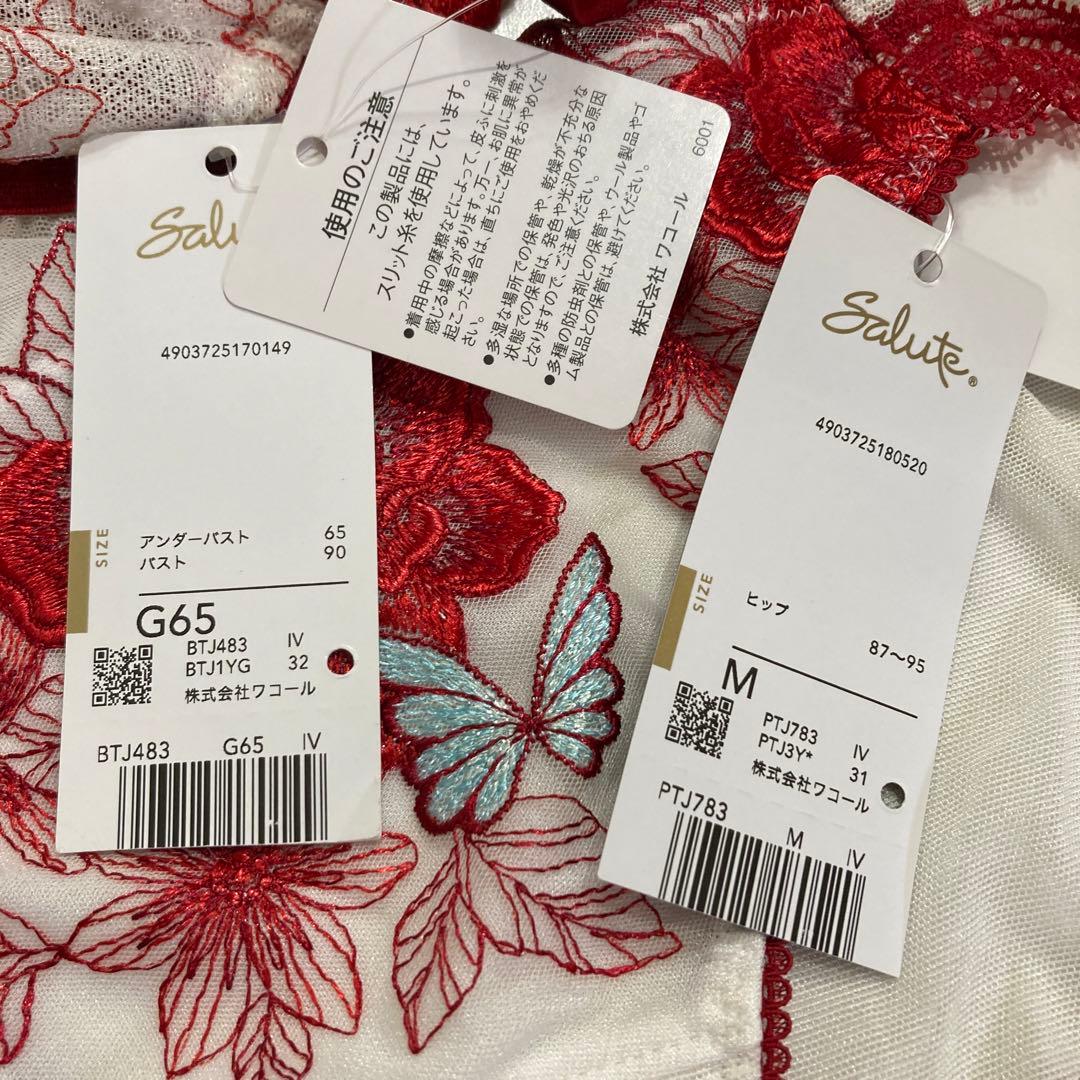 Salu
4903725170149
SIZE
アンダーバスト 65
バスト 90
G65
BTJ483 IV
BTJ1YG 32
株式会社ワコール
BTJ483 G65 IV
使用のご注意
この製品には、
スリット糸を使用しています。
●着用中の摩擦などによって、皮ふに刺激を
感じる場合があります。万一、お肌に異常が
起こった場合は、直ちにご使用をおやめくだ
さい。
●多湿な場所での保管や、乾燥が不充分な
状態での保管は、発色や光沢のおちる原因
となりますので、ご注意ください。
●多種の防虫剤との保管や、ウール製品やゴ
ム製品との保管は、避けてください。
株式会社 ワコール
6001
Salute®
4903725180520
SIZE
ヒップ
87〜95
M
PTJ783 IV
PTJ3Y* 31
株式会社ワコール
PTJ783 M IV